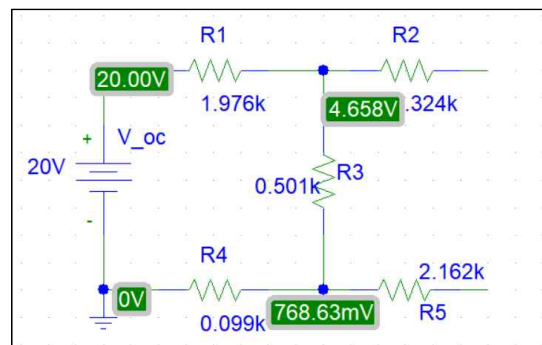 R1
R2
20.00V
1.976k
4.658V
.324k
+
V_oc
20V
R3
0.501k
-
R4
2.162k
0V
0.099k
768.63mV
R5